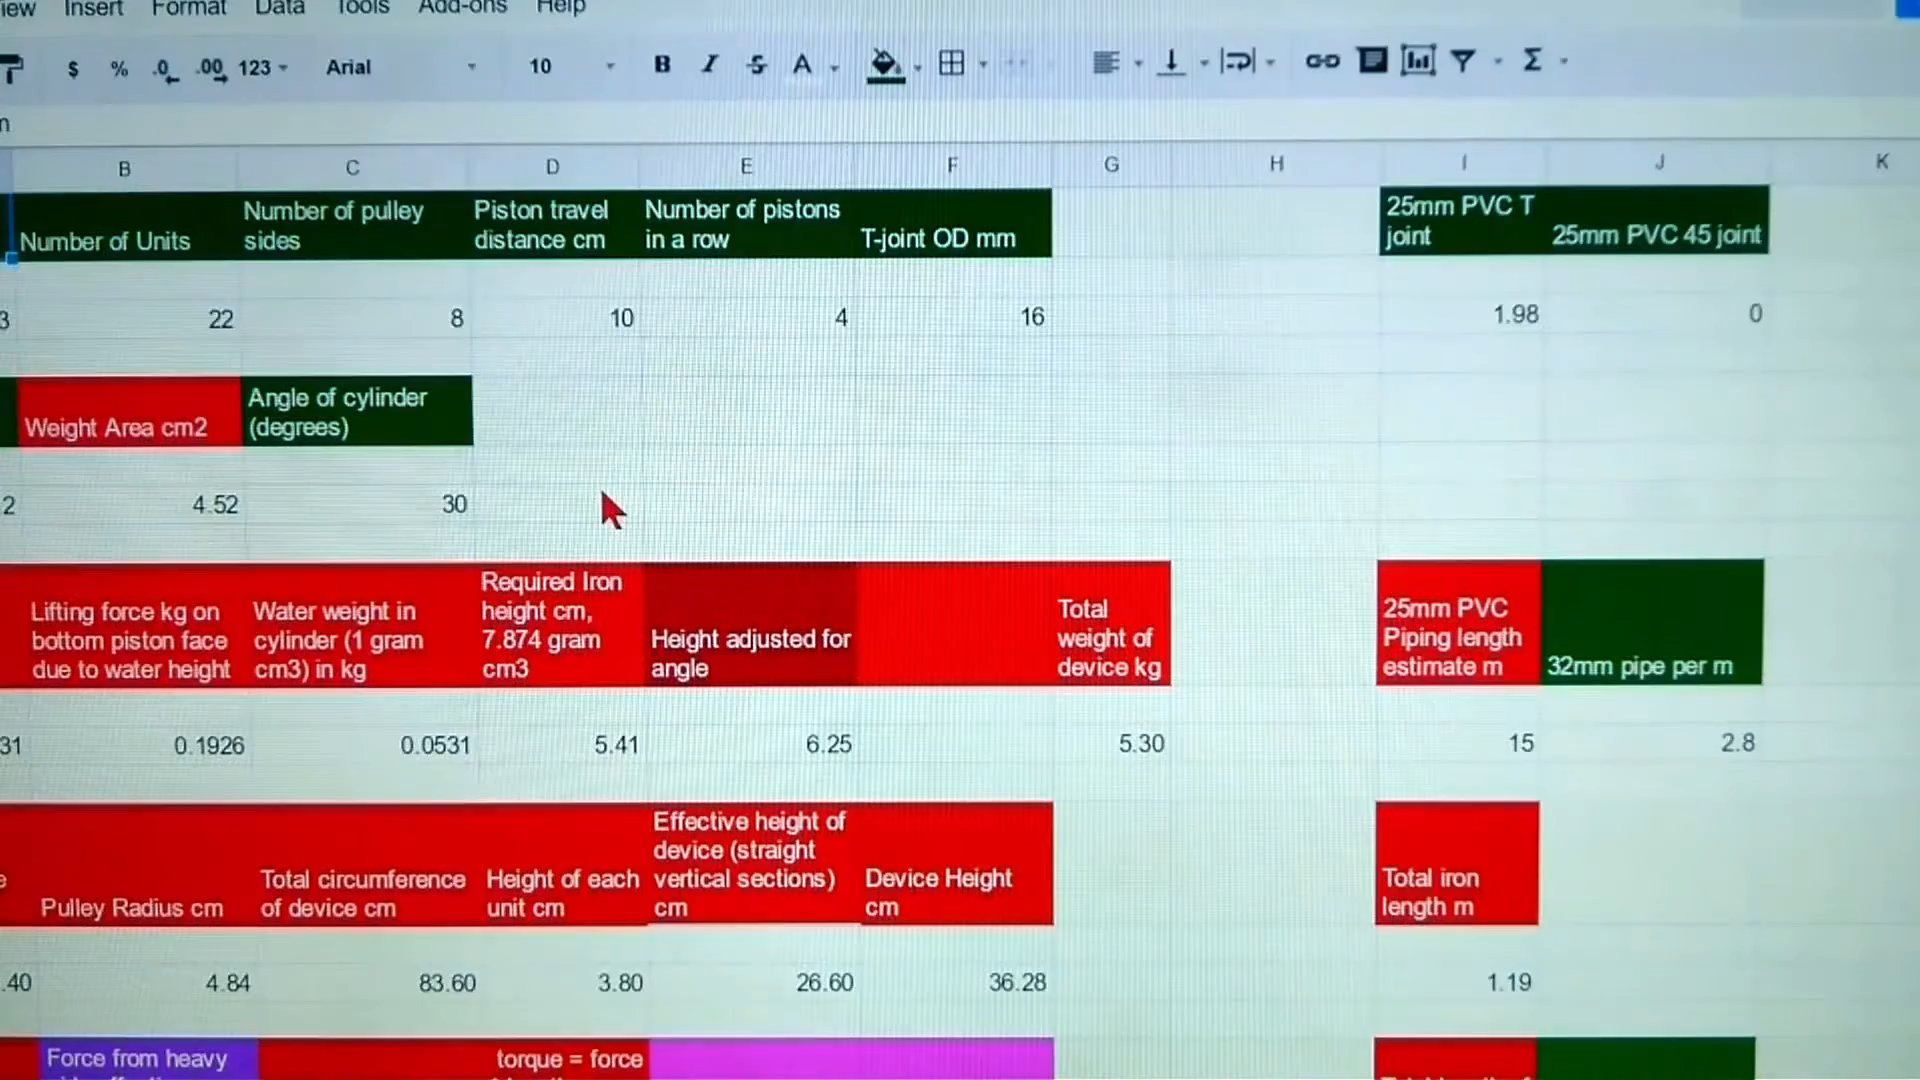 iew Insert Format Data Tools Add-ons Help
$ % .0 .00 123 Arial 10 B I S A Σ
n
B C D E F G H I J K
Number of Units
Number of pulley
sides
Piston travel
distance cm
Number of pistons
in a row
T-joint OD mm
25mm PVC T
joint
25mm PVC 45 joint
3 22 8 10 4 16 1.98 0
Weight Area cm2
Angle of cylinder
(degrees)
2 4.52 30
Lifting force kg on
bottom piston face
due to water height
Water weight in
cylinder (1 gram
cm3) in kg
Required Iron
height cm,
7.874 gram
cm3
Height adjusted for
angle
Total
weight of
device kg
25mm PVC
Piping length
estimate m
32mm pipe per m
31 0.1926 0.0531 5.41 6.25 5.30 15 2.8
e
Pulley Radius cm
Total circumference
of device cm
Height of each
unit cm
Effective height of
device (straight
vertical sections)
cm
Device Height
cm
Total iron
length m
.40 4.84 83.60 3.80 26.60 36.28 1.19
Force from heavy
torque = force